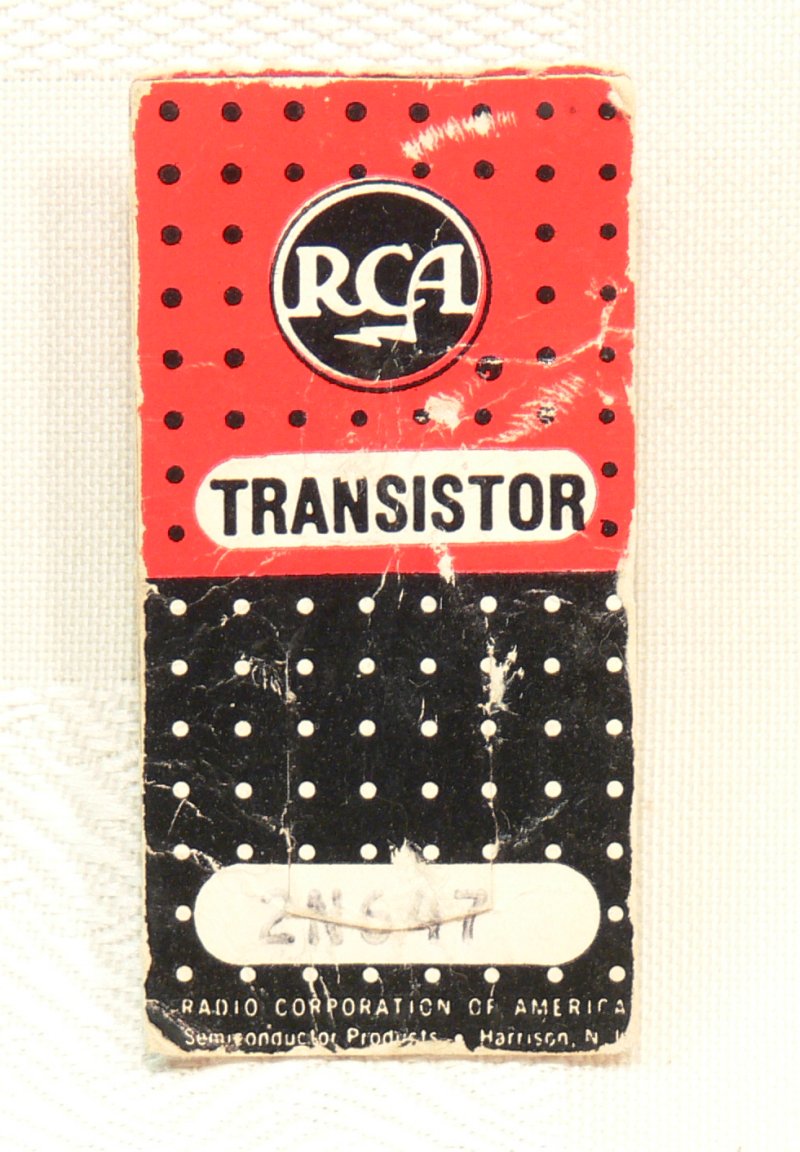 RCA
TRANSISTOR
2N647
RADIO CORPORATION OF AMERICA
Semiconductor Products • Harrison, N.J.